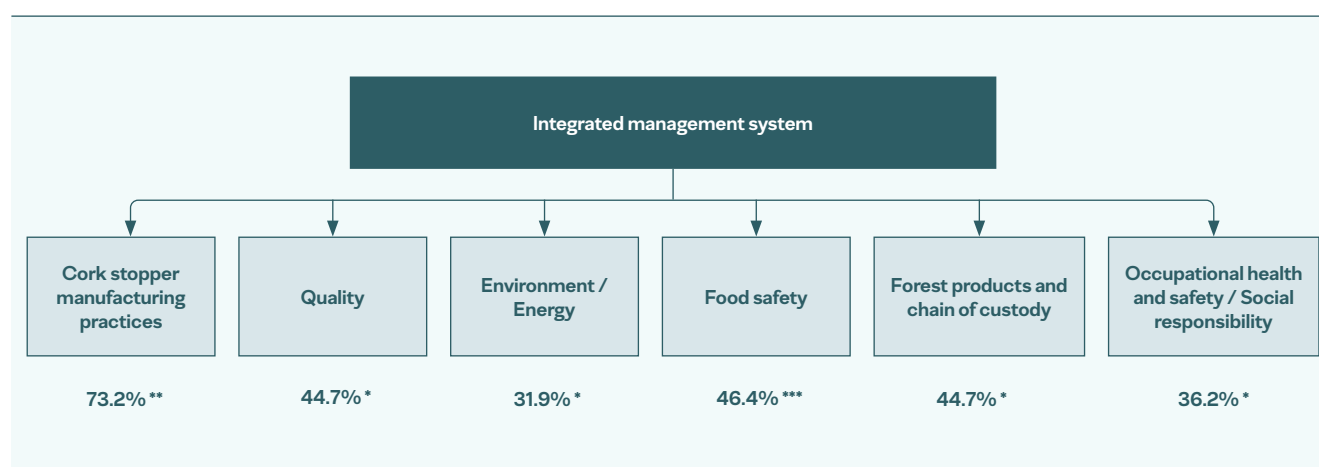 Integrated management system
Cork stopper
manufacturing
practices
Quality
Environment /
Energy
Food safety
Forest products and
chain of custody
Occupational health
and safety / Social
responsibility
73.2% **
44.7% *
31.9% *
46.4% ***
44.7% *
36.2% *